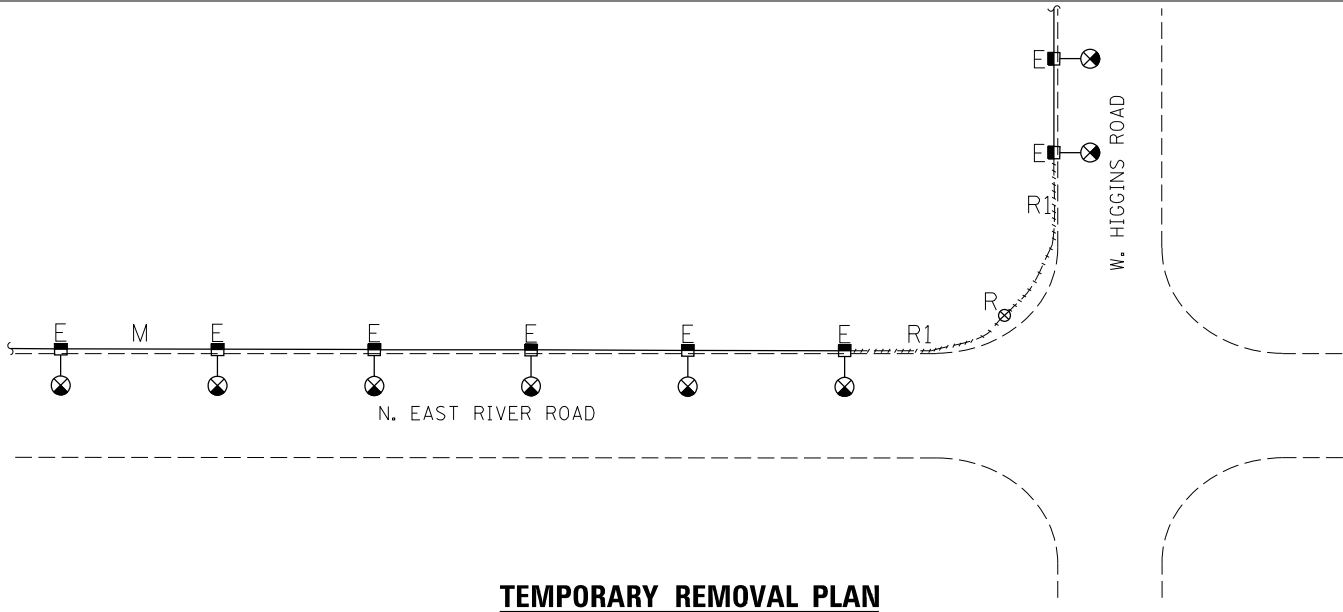 E
E
W. HIGGINS ROAD
R1
R
E M E E E E E R1
N. EAST RIVER ROAD
TEMPORARY REMOVAL PLAN